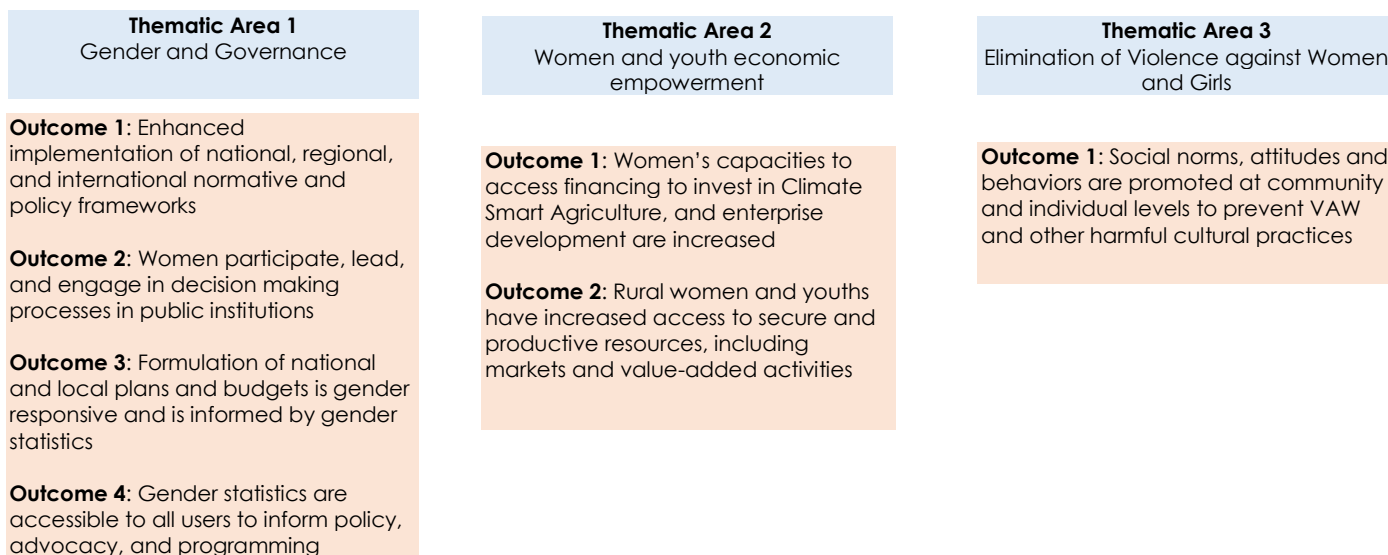 Thematic Area 1
Gender and Governance
Outcome 1: Enhanced
implementation of national, regional,
and international normative and
policy frameworks
Outcome 2: Women participate, lead,
and engage in decision making
processes in public institutions
Outcome 3: Formulation of national
and local plans and budgets is gender
responsive and is informed by gender
statistics
Outcome 4: Gender statistics are
accessible to all users to inform policy,
advocacy, and programming
Thematic Area 2
Women and youth economic
empowerment
Outcome 1: Women’s capacities to
access financing to invest in Climate
Smart Agriculture, and enterprise
development are increased
Outcome 2: Rural women and youths
have increased access to secure and
productive resources, including
markets and value-added activities
Thematic Area 3
Elimination of Violence against Women
and Girls
Outcome 1: Social norms, attitudes and
behaviors are promoted at community
and individual levels to prevent VAW
and other harmful cultural practices